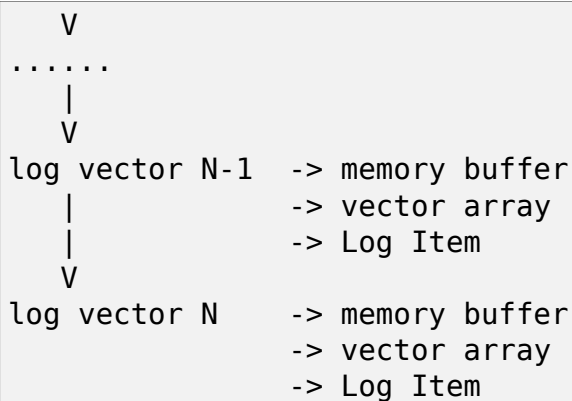 V
......
   |
   V
log vector N-1  -> memory buffer
   |            -> vector array
   |            -> Log Item
   V
log vector N    -> memory buffer
                -> vector array
                -> Log Item